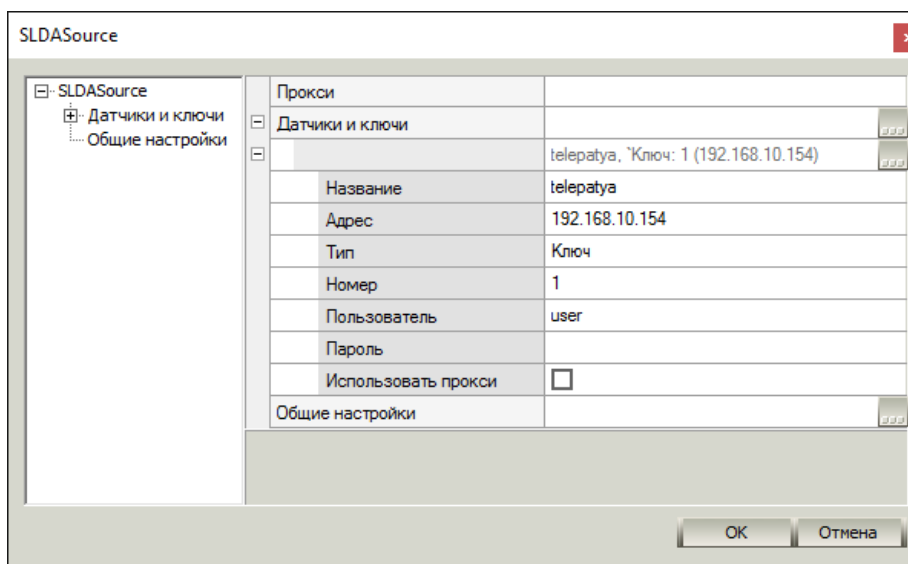 SLDASource
SLDASource
Датчики и ключи
Общие настройки
Прокси
Датчики и ключи
telepatya, `Ключ: 1 (192.168.10.154)
Название telepatya
Адрес 192.168.10.154
Тип Ключ
Номер 1
Пользователь user
Пароль
Использовать прокси
Общие настройки
OK Отмена